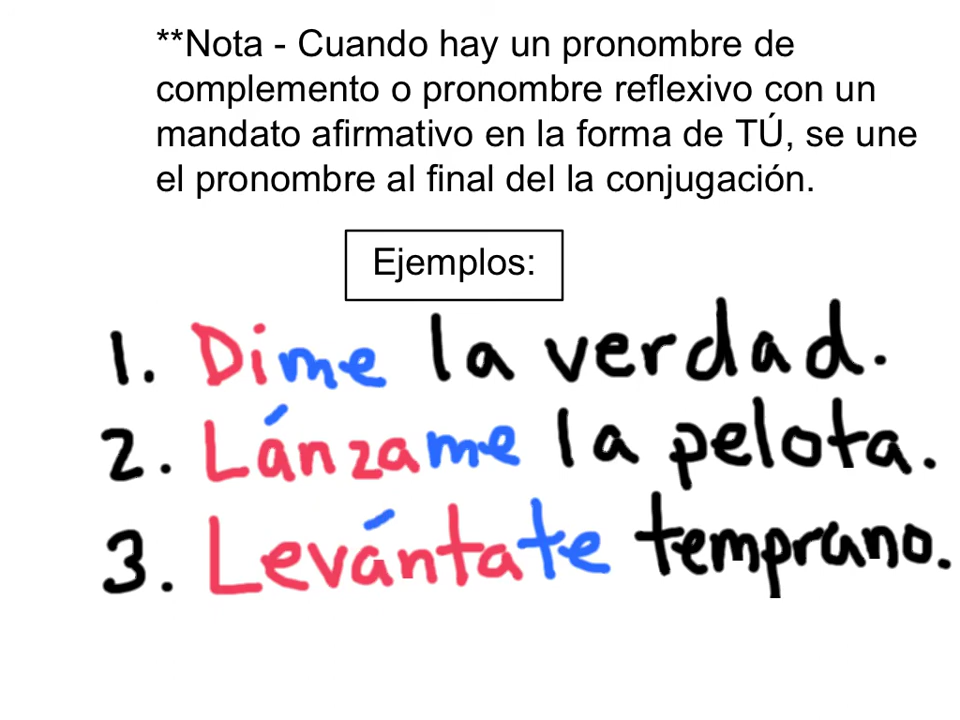 **Nota - Cuando hay un pronombre de
complemento o pronombre reflexivo con un
mandato afirmativo en la forma de TÚ, se une
el pronombre al final del la conjugación.
Ejemplos:
1. Dime la verdad.
2. Lánzame la pelota.
3. Levántate temprano.